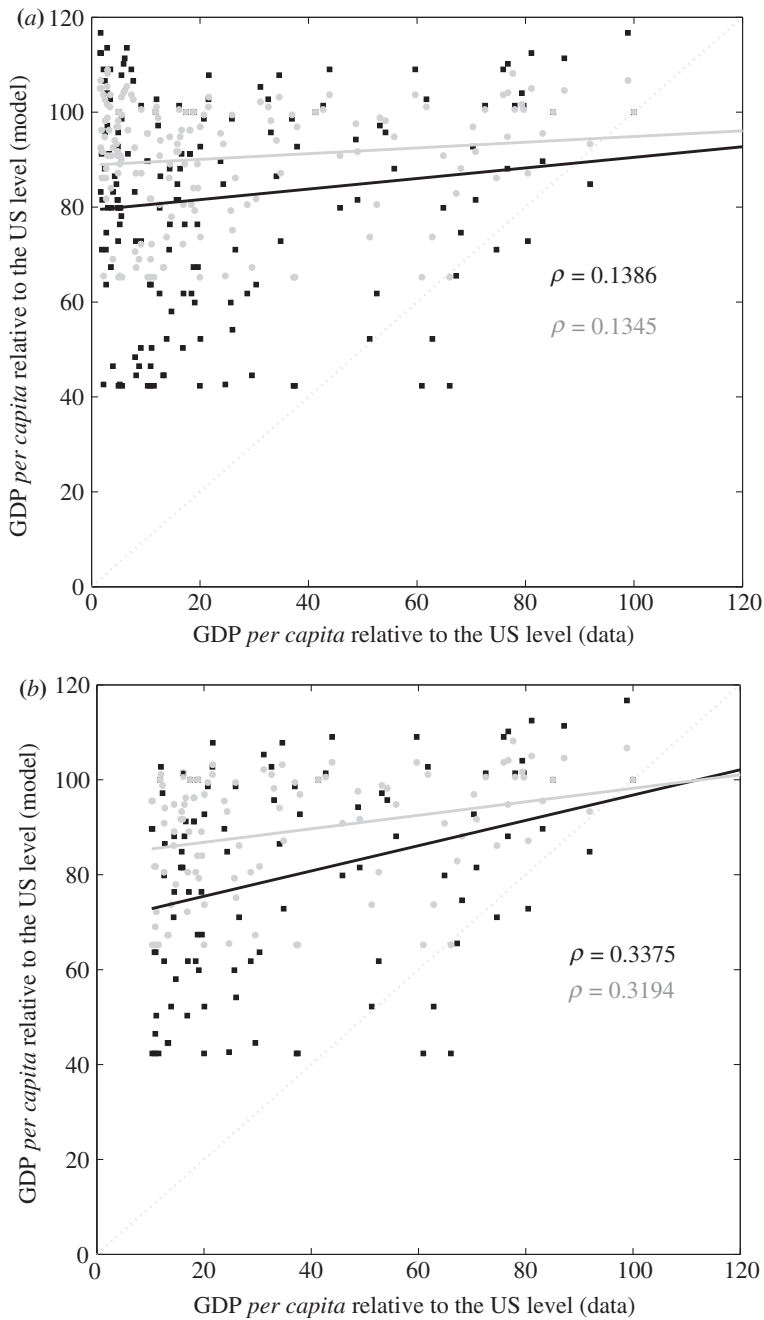 (a)
120
100
80
60
40
20
0
GDP per capita relative to the US level (model)
ρ = 0.1386
ρ = 0.1345
0 20 40 60 80 100 120
GDP per capita relative to the US level (data)
(b)
120
100
80
60
40
20
0
GDP per capita relative to the US level (model)
ρ = 0.3375
ρ = 0.3194
0 20 40 60 80 100 120
GDP per capita relative to the US level (data)